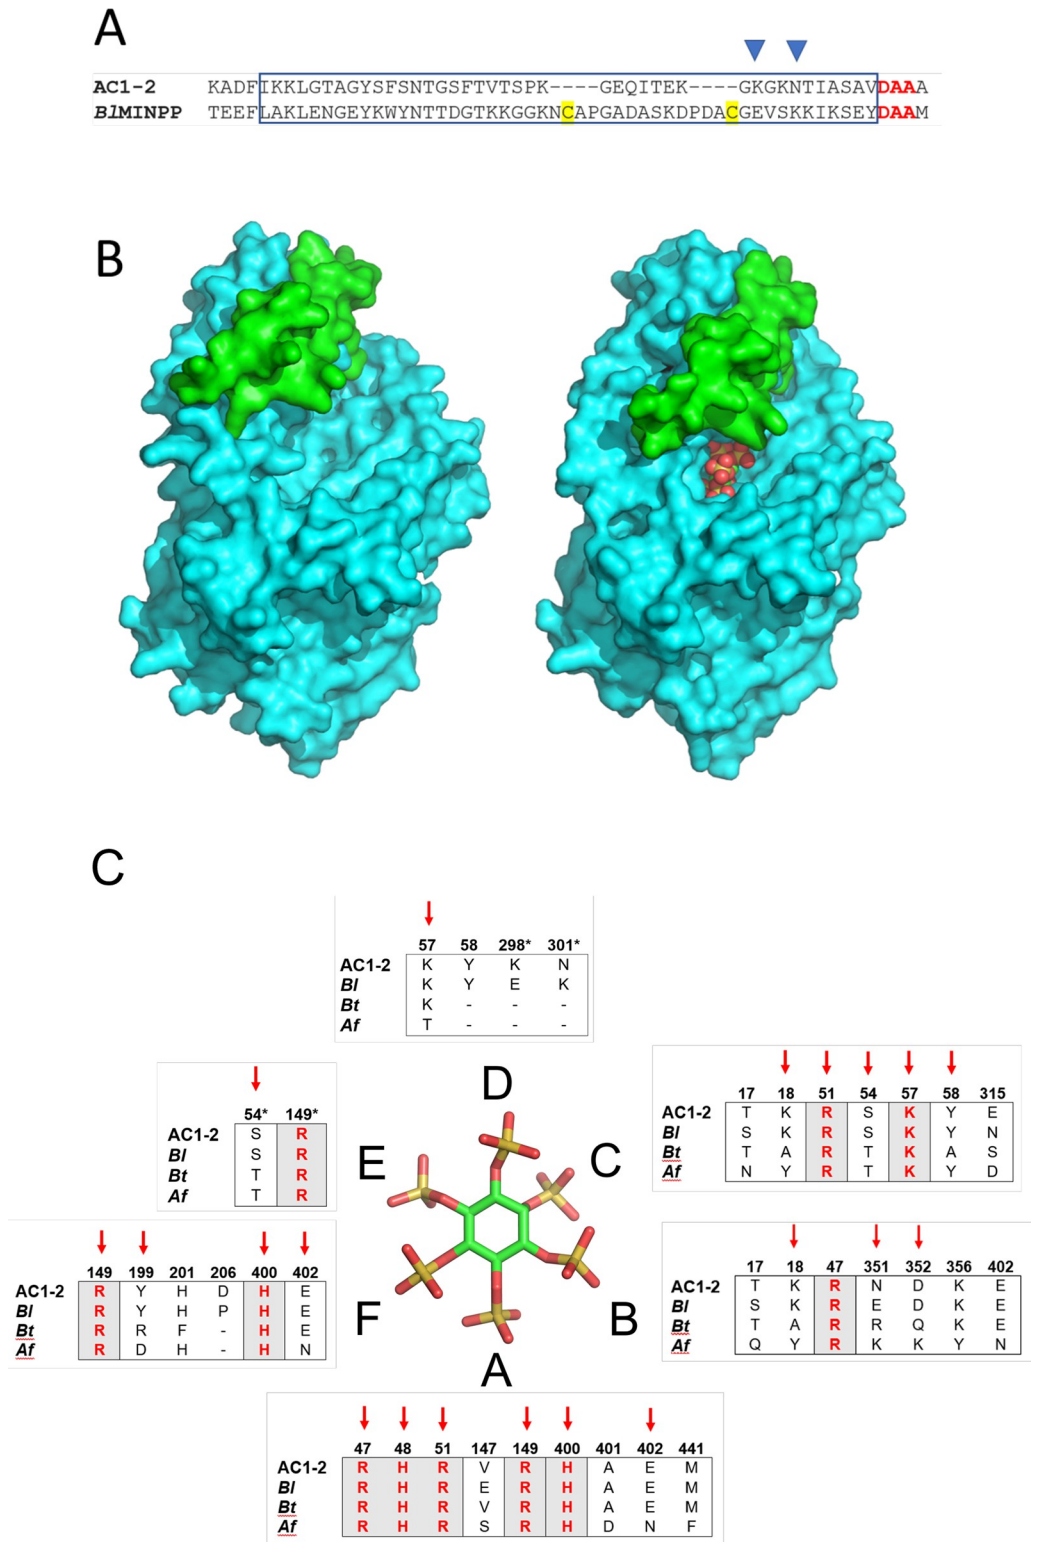 A
AC1-2 KADFIKKLGTAGYSFSNTGSFTVTSPK----GEQITEK----GKGKNTIASAVDAAA
BlMINPP TEEFLAKLENGEYKWYNTTDGTKKGGKNCAPGADASKDPDACGEVSKKIKSEYDAAM
B
C
57 58 298* 301*
AC1-2 K Y K N
Bl K Y E K
Bt K - - -
Af T - - -
54* 149*
AC1-2 S R
Bl S R
Bt T R
Af T R
D
E
C
17 18 51 54 57 58 315
AC1-2 T K R S K Y E
Bl S K R S K Y N
Bt T A R T K A S
Af N Y R T K Y D
149 199 201 206 400 402
AC1-2 R Y H D H E
Bl R Y H P H E
Bt R R F - H E
Af R D H - H N
F
B
A
17 18 47 351 352 356 402
AC1-2 T K R N D K E
Bl S K R E D K E
Bt T A R R Q K E
Af Q Y R K K Y N
47 48 51 147 149 400 401 402 441
AC1-2 R H R V R H A E M
Bl R H R E R H A E M
Bt R H R V R H A E M
Af R H R S R H D N F